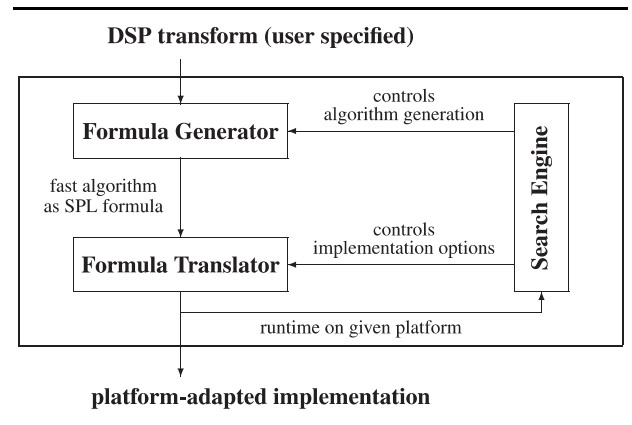 DSP transform (user specified)
controls
algorithm generation
Formula Generator
Search Engine
fast algorithm
as SPL formula
controls
implementation options
Formula Translator
runtime on given platform
platform-adapted implementation